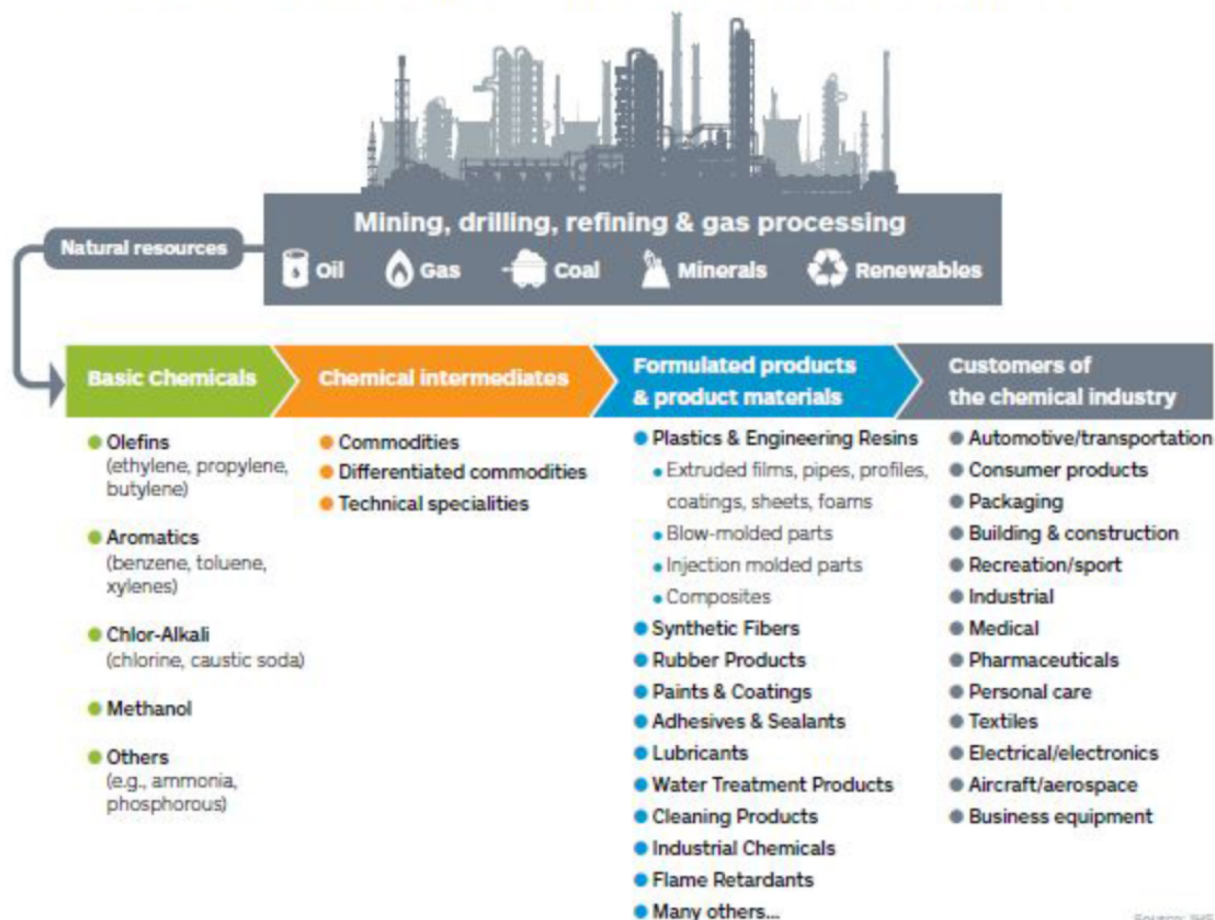 Mining, drilling, refining & gas processing
Natural resources
Oil
Gas
Coal
Minerals
Renewables
Basic Chemicals
Olefins
(ethylene, propylene,
butylene)
Aromatics
(benzene, toluene,
xylenes)
Chlor-Alkali
(chlorine, caustic soda)
Methanol
Others
(e.g., ammonia,
phosphorous)
Chemical intermediates
Commodities
Differentiated commodities
Technical specialities
Formulated products
& product materials
Plastics & Engineering Resins
Extruded films, pipes, profiles,
coatings, sheets, foams
Blow-molded parts
Injection molded parts
Composites
Synthetic Fibers
Rubber Products
Paints & Coatings
Adhesives & Sealants
Lubricants
Water Treatment Products
Cleaning Products
Industrial Chemicals
Flame Retardants
Many others...
Customers of
the chemical industry
Automotive/transportation
Consumer products
Packaging
Building & construction
Recreation/sport
Industrial
Medical
Pharmaceuticals
Personal care
Textiles
Electrical/electronics
Aircraft/aerospace
Business equipment
Source: IHS